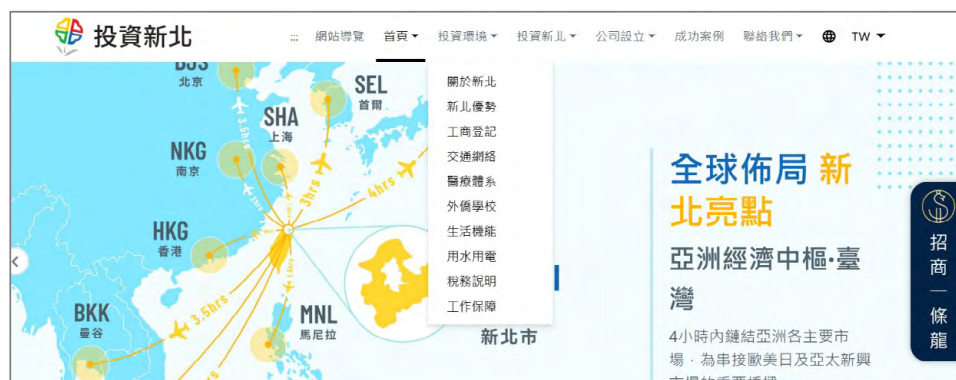 投資新北
::: 網站導覽 首頁 投資環境 投資新北 公司設立 成功案例 聯絡我們 TW
關於新北
新北優勢
工商登記
交通網絡
醫療體系
外僑學校
生活機能
用水用電
稅務說明
工作保障
BJS
北京
SEL
首爾
SHA
上海
3.5hrs
NKG
南京
3hrs
4hrs
HKG
香港
3.5hrs
BKK
曼谷
MNL
馬尼拉
新北市
全球佈局 新
北亮點
亞洲經濟中樞·臺
灣
4小時內鏈結亞洲各主要市
場，為串接歐美日及亞太新興
招商一條龍